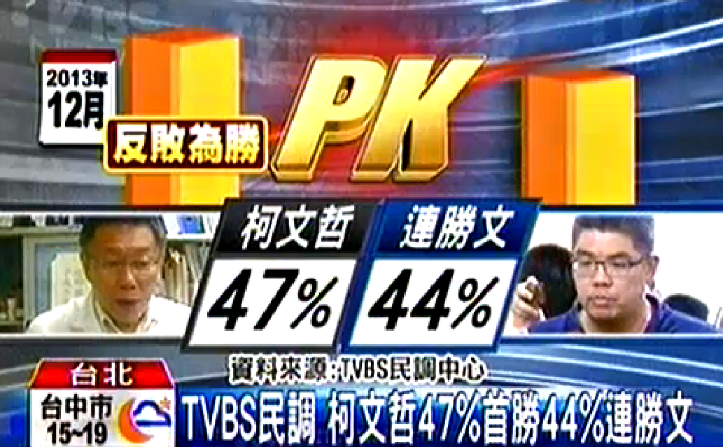 2013年
12月
反敗為勝
PK
柯文哲
連勝文
47%
44%
資料來源:TVBS民調中心
台北
台中市
15~19
TVBS民調 柯文哲47%首勝44%連勝文